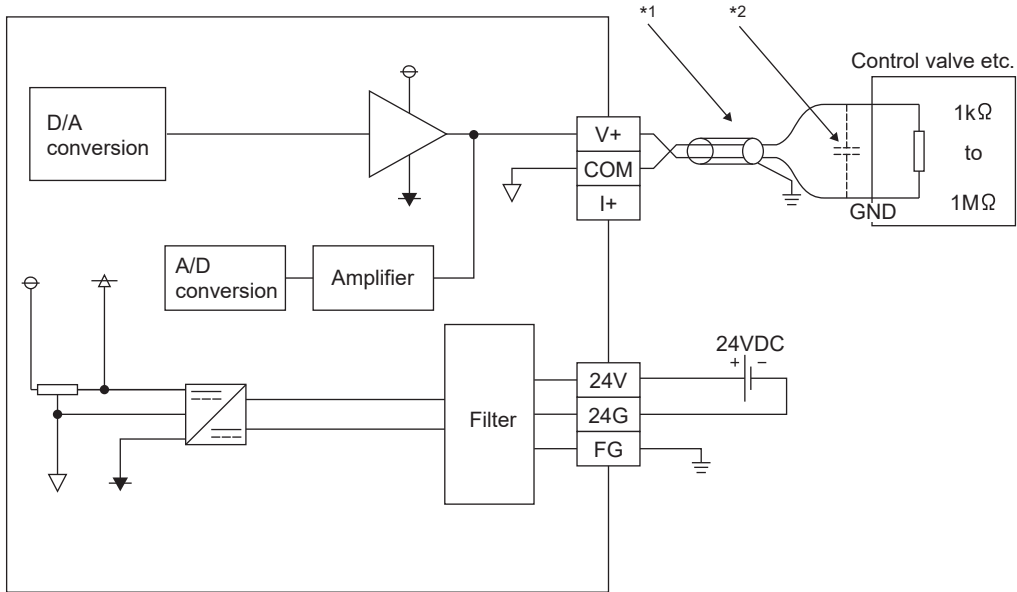 *1
*2
Control valve etc.
D/A
conversion
V+
COM
I+
1kΩ
to
1MΩ
GND
A/D
conversion
Amplifier
24VDC
+
−
Filter
24V
24G
FG